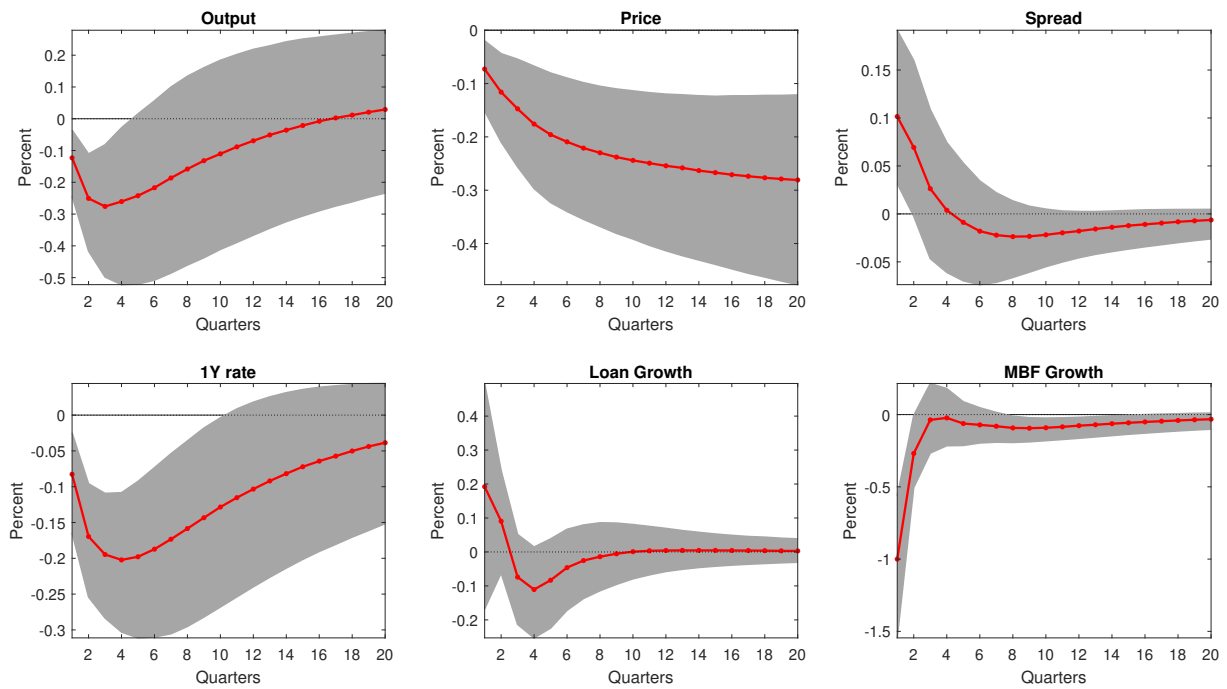 Output
Percent
0.2
0.1
0
-0.1
-0.2
-0.3
-0.4
-0.5
2 4 6 8 10 12 14 16 18 20
Quarters
Price
Percent
0
-0.1
-0.2
-0.3
-0.4
2 4 6 8 10 12 14 16 18 20
Quarters
Spread
Percent
0.15
0.1
0.05
0
-0.05
2 4 6 8 10 12 14 16 18 20
Quarters
1Y rate
Percent
0
-0.05
-0.1
-0.15
-0.2
-0.25
-0.3
2 4 6 8 10 12 14 16 18 20
Quarters
Loan Growth
Percent
0.4
0.3
0.2
0.1
0
-0.1
-0.2
2 4 6 8 10 12 14 16 18 20
Quarters
MBF Growth
Percent
0
-0.5
-1
-1.5
2 4 6 8 10 12 14 16 18 20
Quarters